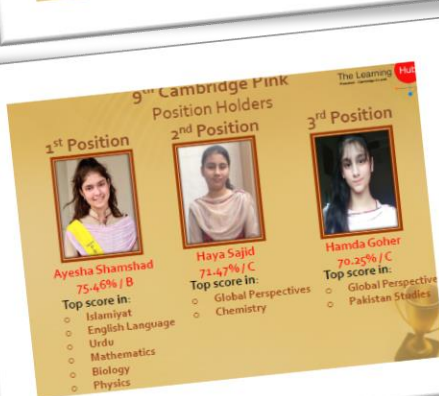 9th Cambridge Pink
Position Holders
The Learning
Hub
1st Position
Ayesha Shamshad
75.46% / B
Top score in:
Islamiyat
English Language
Urdu
Mathematics
Biology
Physics
2nd Position
Haya Sajid
71.47% / C
Top score in:
Global Perspectives
Chemistry
3rd Position
Hamda Goher
70.25% / C
Top score in:
Global Perspective
Pakistan Studies